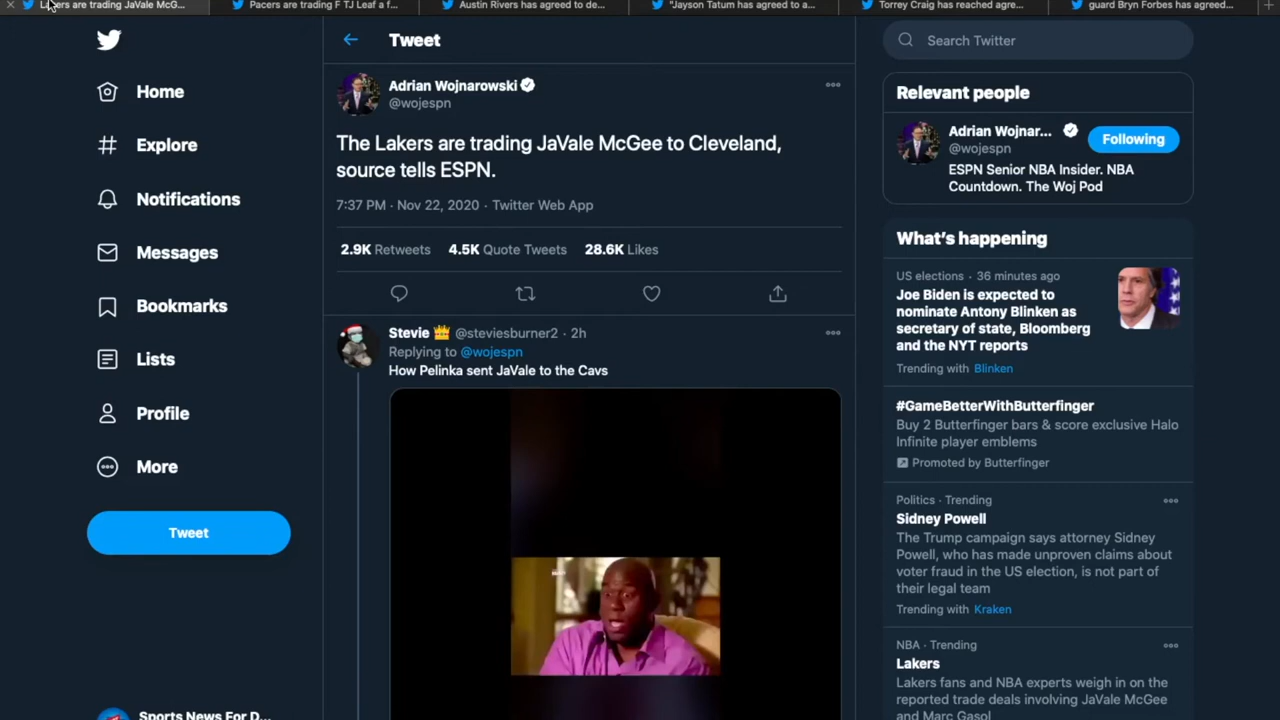 Lakers are trading JaVale McG...
Pacers are trading F TJ Leaf a f...
Austin Rivers has agreed to de...
"Jayson Tatum has agreed to a...
Torrey Craig has reached agre...
guard Bryn Forbes has agreed...
Home
Explore
Notifications
Messages
Bookmarks
Lists
Profile
More
Tweet
Sports News For D...
Tweet
Adrian Wojnarowski
@wojespn
The Lakers are trading JaVale McGee to Cleveland,
source tells ESPN.
7:37 PM · Nov 22, 2020 · Twitter Web App
2.9K Retweets 4.5K Quote Tweets 28.6K Likes
Stevie @steviesburner2 · 2h
Replying to @wojespn
How Pelinka sent JaVale to the Cavs
Search Twitter
Relevant people
Adrian Wojnar...
@wojespn
Following
ESPN Senior NBA Insider. NBA
Countdown. The Woj Pod
What's happening
US elections · 36 minutes ago
Joe Biden is expected to
nominate Antony Blinken as
secretary of state, Bloomberg
and the NYT reports
Trending with Blinken
#GameBetterWithButterfinger
Buy 2 Butterfinger bars & score exclusive Halo
Infinite player emblems
Promoted by Butterfinger
Politics · Trending
Sidney Powell
The Trump campaign says attorney Sidney
Powell, who has made unproven claims about
voter fraud in the US election, is not part of
their legal team
Trending with Kraken
NBA · Trending
Lakers
Lakers fans and NBA experts weigh in on the
reported trade deals involving JaVale McGee
and Marc Gasol